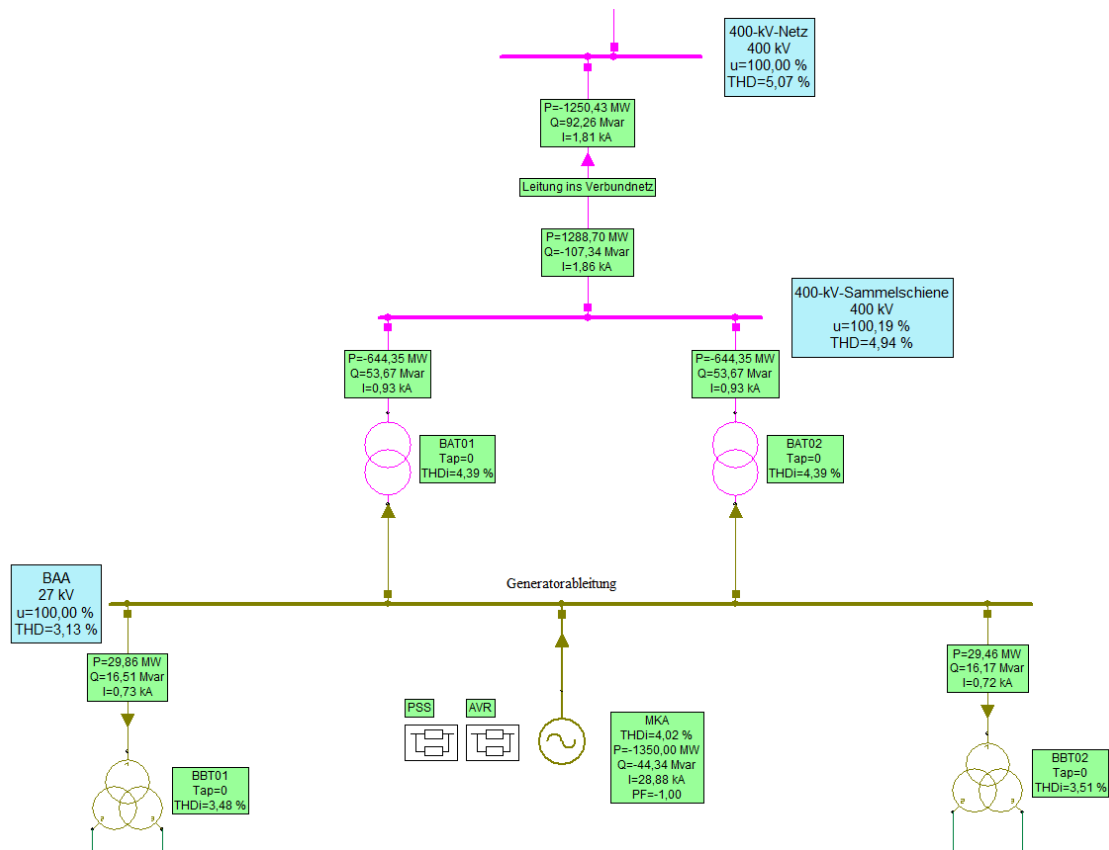 400-kV-Netz
400 kV
u=100,00 %
THD=5,07 %
P=-1250,43 MW
Q=92,26 Mvar
I=1,81 kA
Leitung ins Verbundnetz
P=1288,70 MW
Q=-107,34 Mvar
I=1,86 kA
400-kV-Sammelschiene
400 kV
u=100,19 %
THD=4,94 %
P=-644,35 MW
Q=53,67 Mvar
I=0,93 kA
P=-644,35 MW
Q=53,67 Mvar
I=0,93 kA
BAT01
Tap=0
THDi=4,39 %
BAT02
Tap=0
THDi=4,39 %
BAA
27 kV
u=100,00 %
THD=3,13 %
Generatorableitung
P=29,86 MW
Q=16,51 Mvar
I=0,73 kA
P=29,46 MW
Q=16,17 Mvar
I=0,72 kA
PSS
AVR
MKA
THDi=4,02 %
P=-1350,00 MW
Q=-44,34 Mvar
I=28,88 kA
PF=-1,00
BBT01
Tap=0
THDi=3,48 %
BBT02
Tap=0
THDi=3,51 %